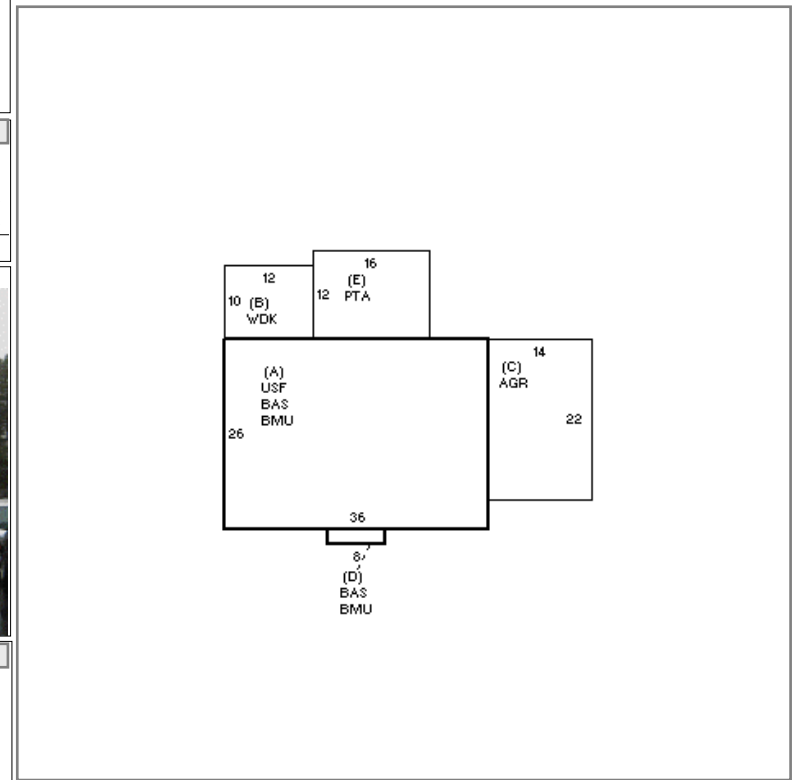 16
12
(E)
10
(B)
12
PTA
WDK
14
(A)
(C)
USF
AGR
BAS
BMU
22
26
36
8
(D)
BAS
BMU